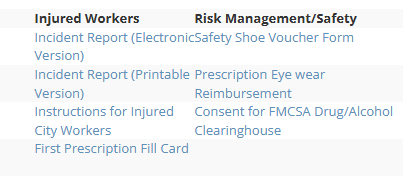 Injured Workers Risk Management/Safety
Incident Report (Electronic Safety Shoe Voucher Form
Version)
Incident Report (Printable Prescription Eye wear
Version) Reimbursement
Instructions for Injured Consent for FMCSA Drug/Alcohol
City Workers Clearinghouse
First Prescription Fill Card